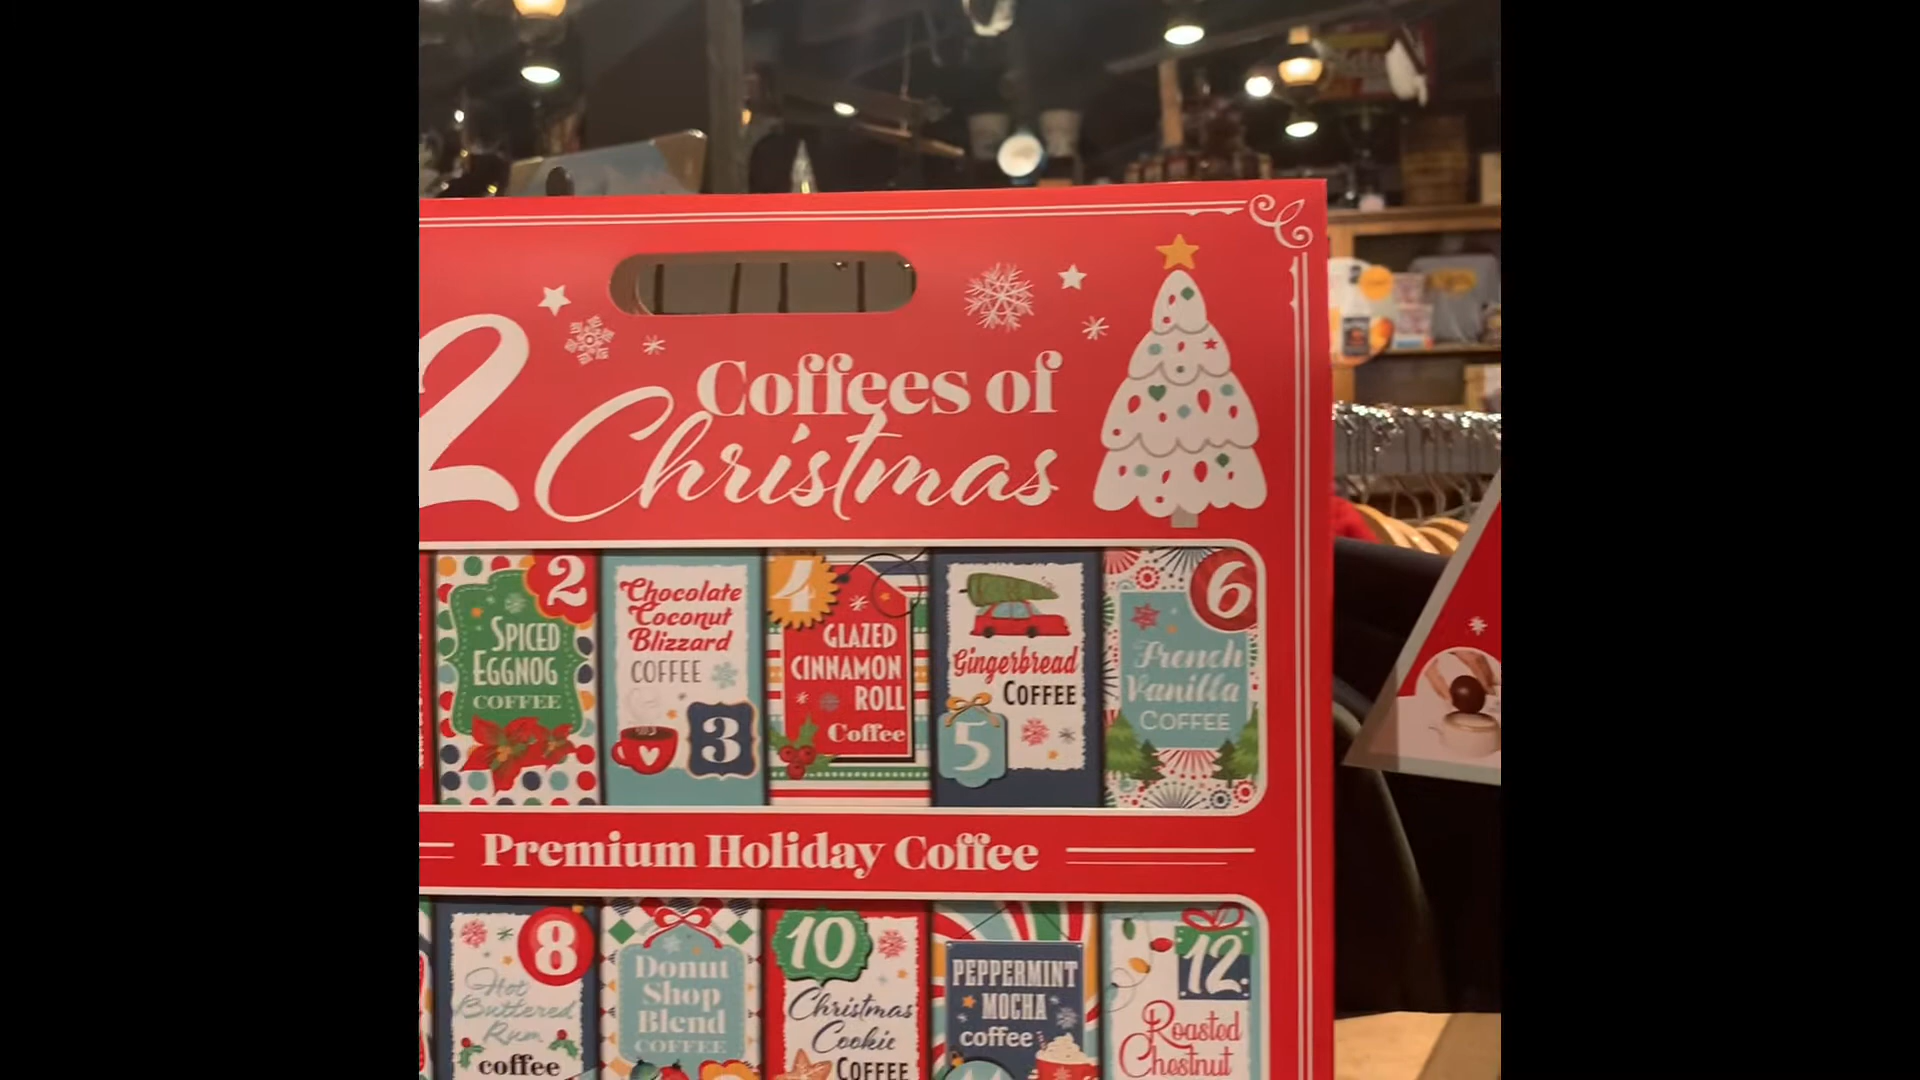 2
Coffees of
Christmas
2
SPICED
EGGNOG
COFFEE
Chocolate
Coconut
Blizzard
COFFEE
3
4
GLAZED
CINNAMON
ROLL
Coffee
Gingerbread
COFFEE
5
6
French
Vanilla
COFFEE
Premium Holiday Coffee
8
Hot
Buttered
Rum
coffee
Donut
Shop
Blend
COFFEE
10
Christmas
Cookie
COFFEE
PEPPERMINT
MOCHA
coffee
12
Roasted
Chestnut